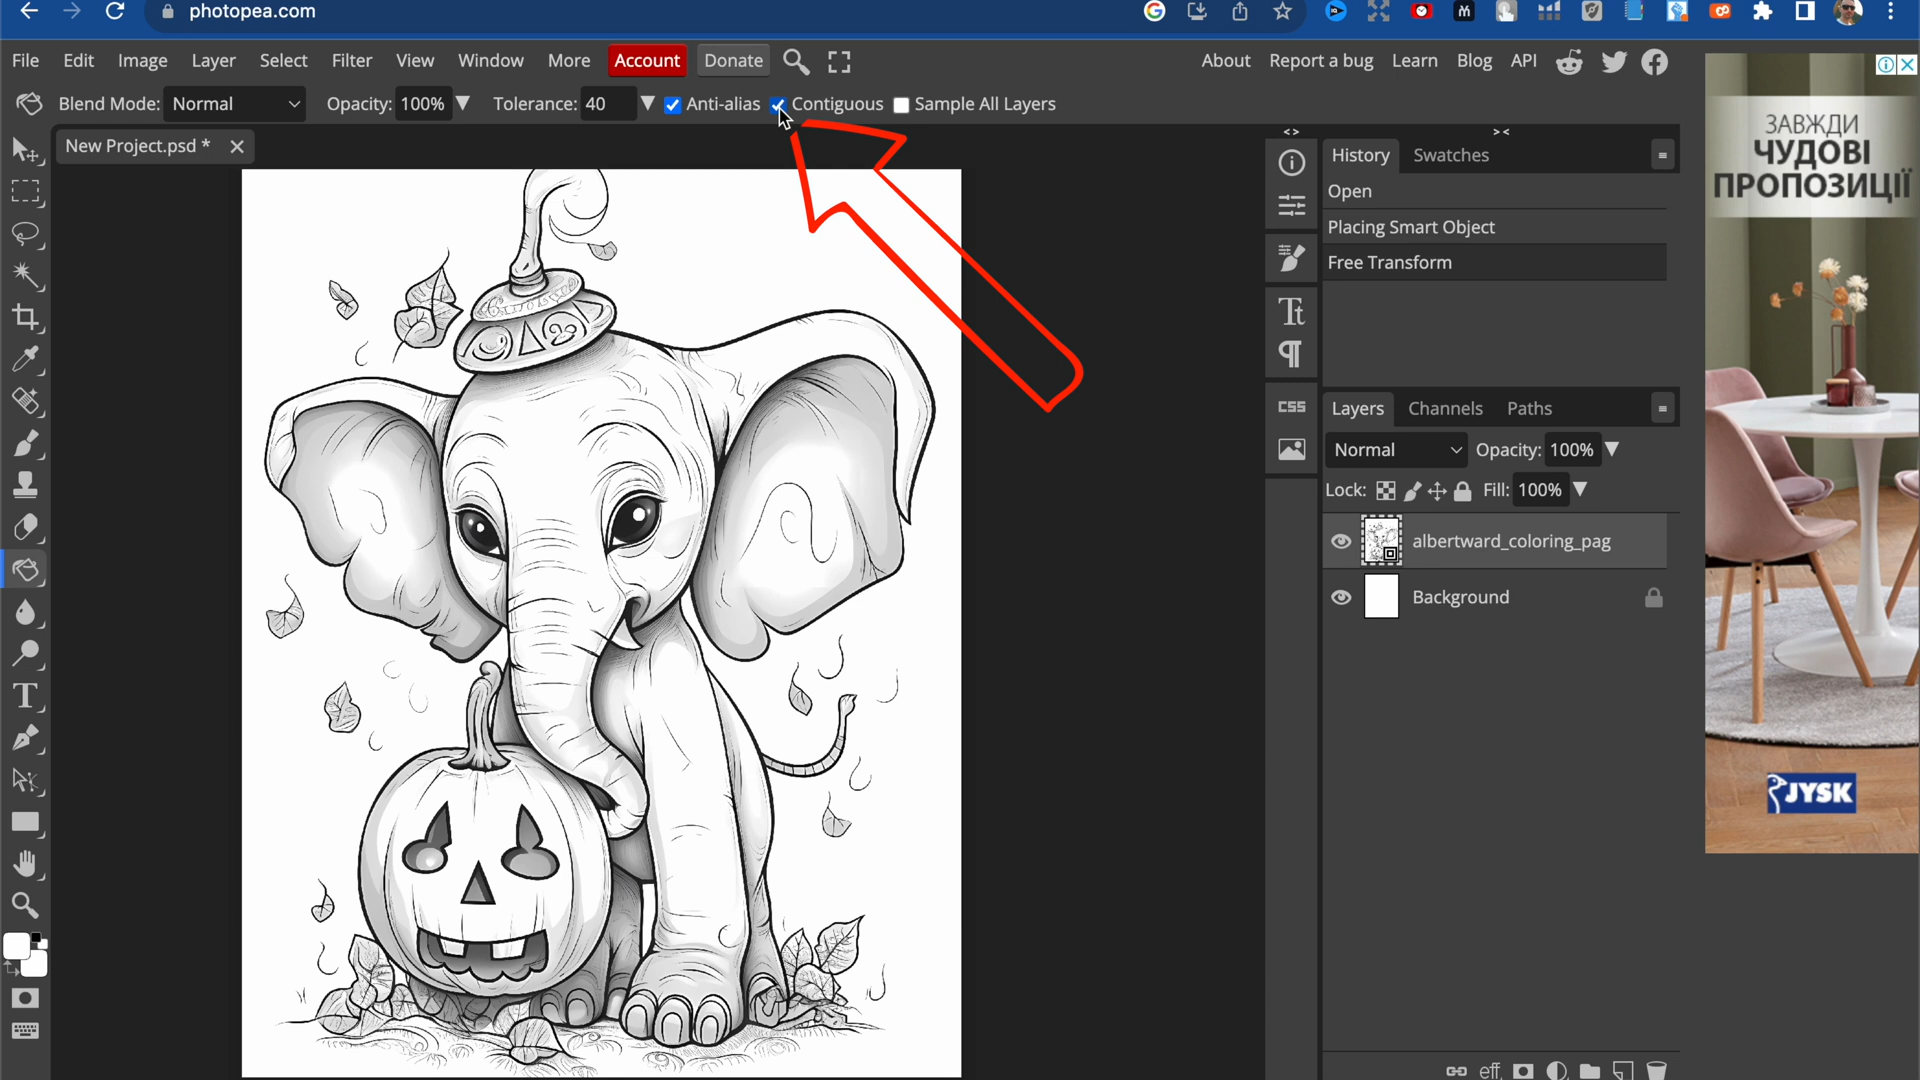 photopea.com
File Edit Image Layer Select Filter View Window More Account Donate About Report a bug Learn Blog API
Blend Mode: Normal Opacity: 100% Tolerance: 40 Anti-alias Contiguous Sample All Layers
New Project.psd *
History Swatches
Open
Placing Smart Object
Free Transform
CSS
Layers Channels Paths
Normal Opacity: 100%
Lock: Fill: 100%
albertward_coloring_pag
Background
eff
ЗАВЖДИ
ЧУДОВІ
ПРОПОЗИЦІЇ
JYSK